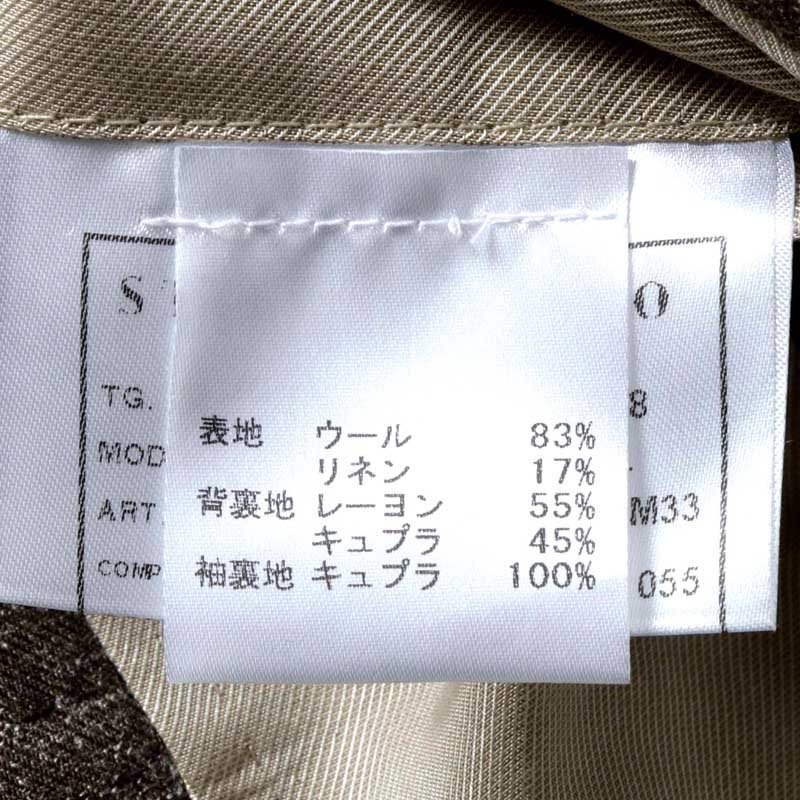 TG. 8
MOD
ART. M33
COMP 055
表地 ウール 83%
リネン 17%
背裏地 レーヨン 55%
キュプラ 45%
袖裏地 キュプラ 100%